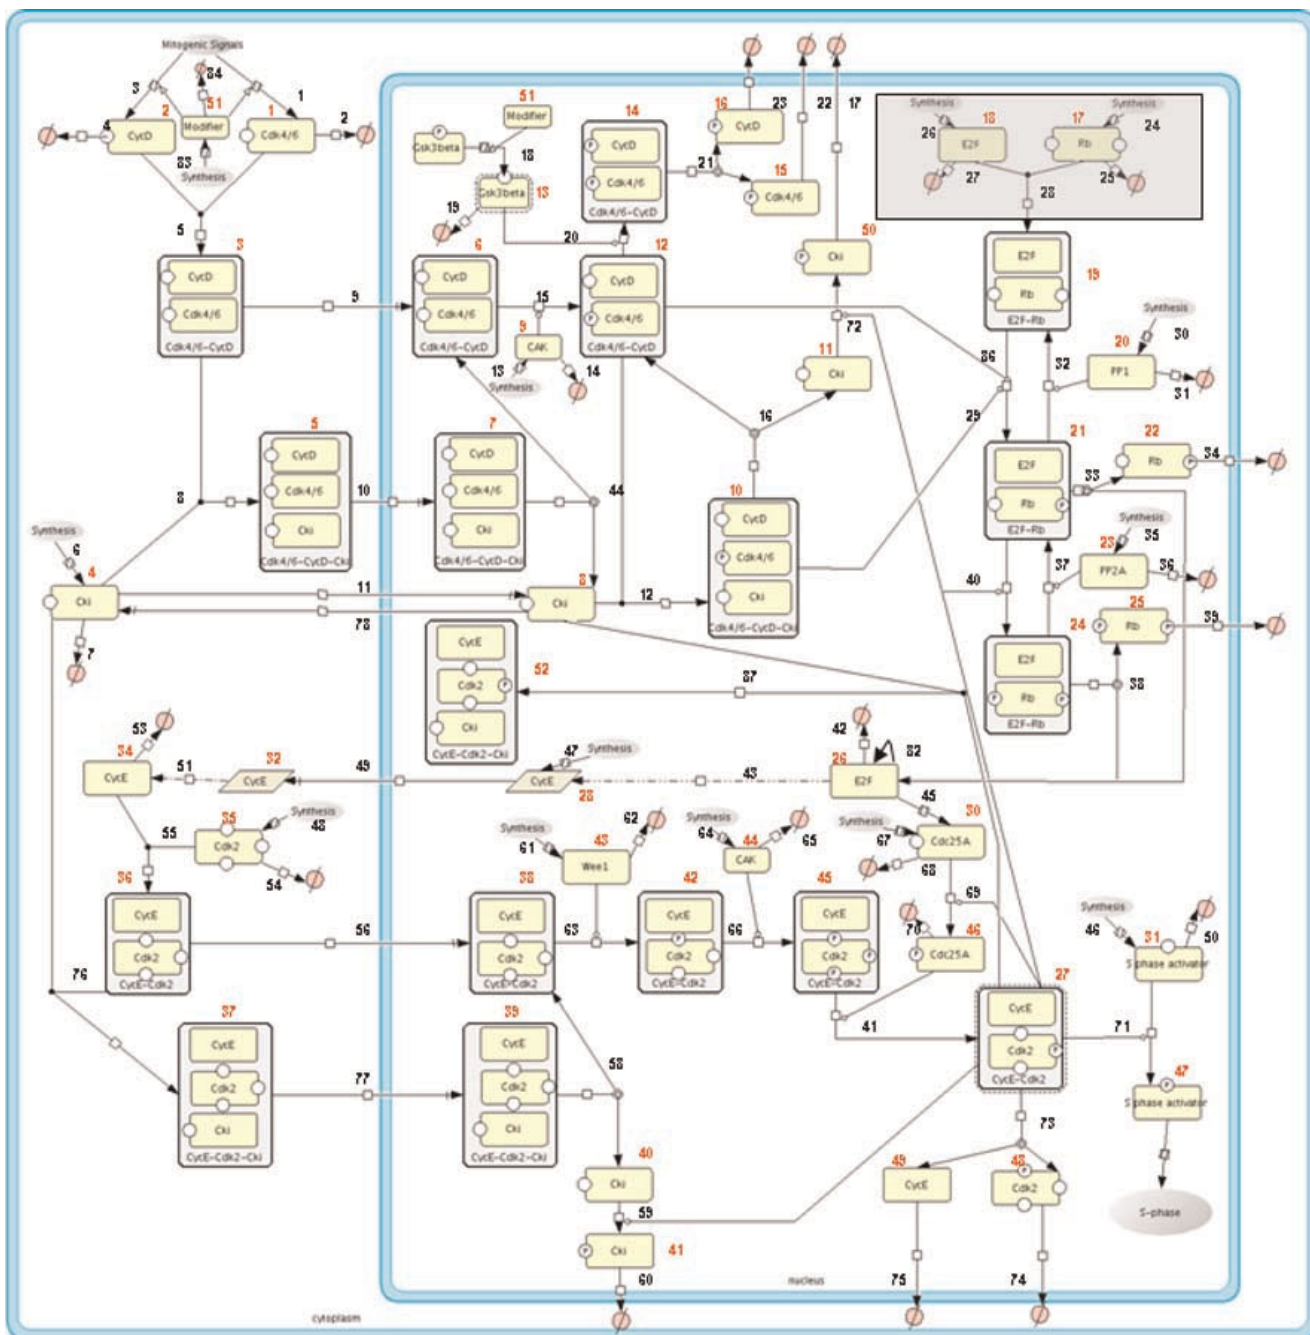 Mitogenic Signals
3
84
1
2
51
1
4
CycD
Modifier
Cdk4/6
2
83
Synthesis
5
3
CycD
Cdk4/6
Cdk4/6-CycD
9
8
5
CycD
Cdk4/6
Cki
Cdk4/6-CycD-Cki
10
Synthesis
6
4
Cki
7
11
78
51
Modifier
P
Gsk3beta
18
Gsk3beta
13
19
20
14
P
CycD
P
Cdk4/6
Cdk4/6-CycD
21
16
23
P
CycD
15
P
Cdk4/6
22
17
6
CycD
Cdk4/6
Cdk4/6-CycD
15
9
CAK
13
Synthesis
14
12
CycD
P
Cdk4/6
Cdk4/6-CycD
50
P
Cki
72
11
Cki
16
7
CycD
Cdk4/6
Cki
Cdk4/6-CycD-Cki
44
8
Cki
12
10
CycD
P
Cdk4/6
Cki
Cdk4/6-CycD-Cki
Synthesis
26
18
E2F
27
17
Rb
Synthesis
24
25
28
E2F
Rb
E2F-Rb
19
86
32
29
20
Synthesis
30
PP1
31
21
E2F
Rb
P
E2F-Rb
33
22
Rb
P
34
Synthesis
23
35
PP2A
36
37
40
24
E2F
P
Rb
P
E2F-Rb
25
P
Rb
P
39
38
CycE
52
Cdk2
P
Cki
CycE-Cdk2-Cki
87
53
34
CycE
51
32
CycE
49
47
Synthesis
CycE
28
43
42
82
26
E2F
45
30
Synthesis
67
Cdc25A
68
69
70
46
P
Cdc25A
55
35
Cdk2
Synthesis
48
54
36
CycE
Cdk2
CycE-Cdk2
56
Synthesis
61
43
62
Wee1
38
CycE
Cdk2
CycE-Cdk2
63
42
CycE
P
Cdk2
CycE-Cdk2
Synthesis
64
44
65
CAK
66
45
CycE
P
Cdk2
P
CycE-Cdk2
41
27
CycE
Cdk2
P
CycE-Cdk2
71
Synthesis
46
31
50
S phase activator
P
47
S phase activator
S-phase
76
37
CycE
Cdk2
Cki
CycE-Cdk2-Cki
77
39
CycE
Cdk2
Cki
CycE-Cdk2-Cki
58
40
Cki
59
P
Cki
41
60
73
49
CycE
48
P
Cdk2
75
74
nucleus
cytoplasm